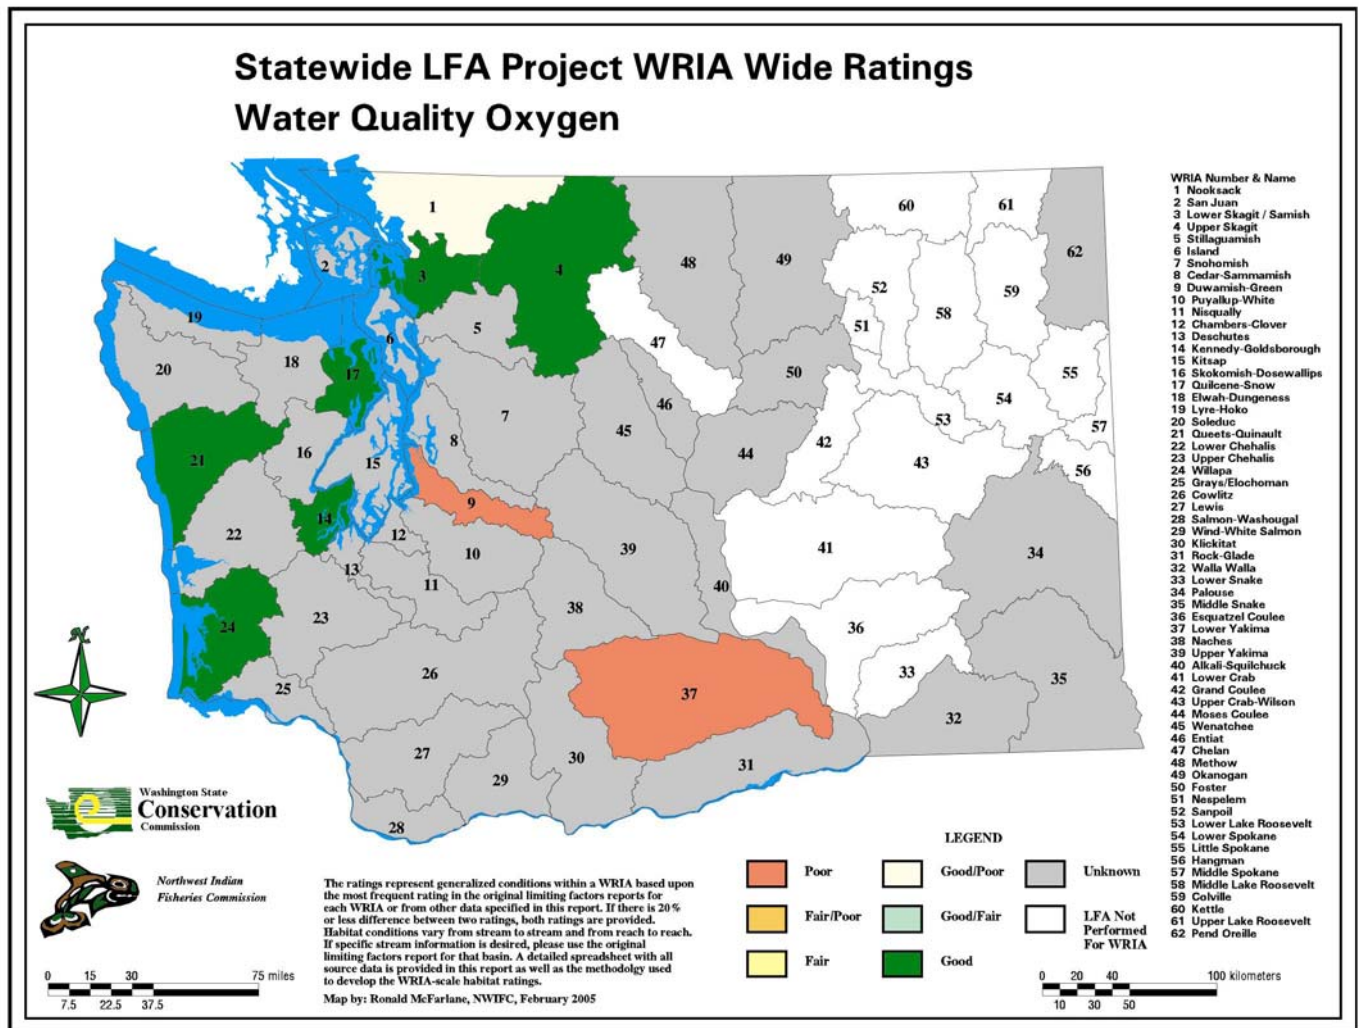 Statewide LFA Project WRIA Wide Ratings
Water Quality Oxygen
WRIA Number & Name
1 Nooksack
2 San Juan
3 Lower Skagit / Samish
4 Upper Skagit
5 Stillaguamish
6 Island
7 Snohomish
8 Cedar-Sammamish
9 Duwamish-Green
10 Puyallup-White
11 Nisqually
12 Chambers-Clover
13 Deschutes
14 Kennedy-Goldsborough
15 Kitsap
16 Skokomish-Dosewallips
17 Quilcene-Snow
18 Elwah-Dungeness
19 Lyre-Hoko
20 Soleduc
21 Queets-Quinault
22 Lower Chehalis
23 Upper Chehalis
24 Willapa
25 Grays/Elochoman
26 Cowlitz
27 Lewis
28 Salmon-Washougal
29 Wind-White Salmon
30 Klickitat
31 Rock-Glade
32 Walla Walla
33 Lower Snake
34 Palouse
35 Middle Snake
36 Esquatzel Coulee
37 Lower Yakima
38 Naches
39 Upper Yakima
40 Alkali-Squilchuck
41 Lower Crab
42 Grand Coulee
43 Upper Crab-Wilson
44 Moses Coulee
45 Wenatchee
46 Entiat
47 Chelan
48 Methow
49 Okanogan
50 Foster
51 Nespelem
52 Sanpoil
53 Lower Lake Roosevelt
54 Lower Spokane
55 Little Spokane
56 Hangman
57 Middle Spokane
58 Middle Lake Roosevelt
59 Colville
60 Kettle
61 Upper Lake Roosevelt
62 Pend Oreille
1
2
3
4
5
6
7
8
9
10
11
12
13
14
15
16
17
18
19
20
21
22
23
24
25
26
27
28
29
30
31
32
33
34
35
36
37
38
39
40
41
42
43
44
45
46
47
48
49
50
51
52
53
54
55
56
57
58
59
60
61
62
N
Washington State
Conservation
Commission
Northwest Indian
Fisheries Commission
The ratings represent generalized conditions within a WRIA based upon
the most frequent rating in the original limiting factors reports for
each WRIA or from other data specified in this report. If there is 20 %
or less difference between two ratings, both ratings are provided.
Habitat conditions vary from stream to stream and from reach to reach.
If specific stream information is desired, please use the original
limiting factors report for that basin. A detailed spreadsheet with all
source data is provided in this report as well as the methodolgy used
to develop the WRIA-scale habitat ratings.
Map by: Ronald McFarlane, NWIFC, February 2005
LEGEND
Poor
Fair/Poor
Fair
Good/Poor
Good/Fair
Good
Unknown
LFA Not
Performed
For WRIA
0 15 30 75 miles
7.5 22.5 37.5
0 20 40 100 kilometers
10 30 50